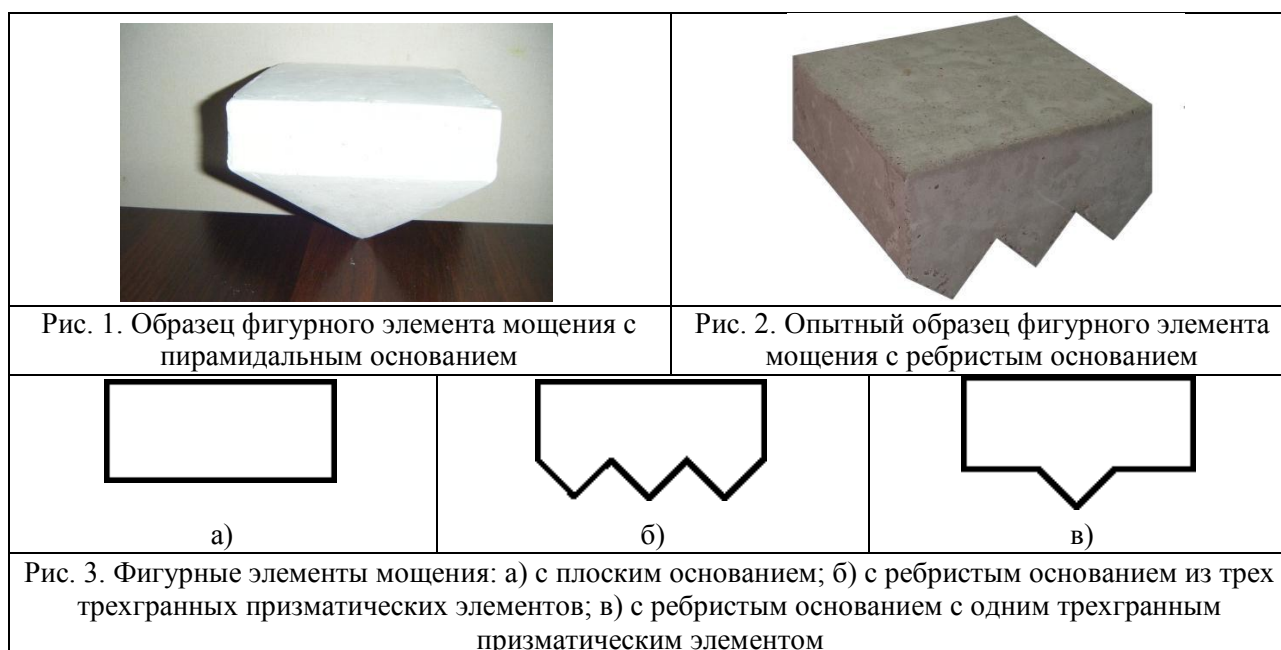 Рис. 1. Образец фигурного элемента мощения с
пирамидальным основанием
Рис. 2. Опытный образец фигурного элемента
мощения с ребристым основанием
а)
б)
в)
Рис. 3. Фигурные элементы мощения: а) с плоским основанием; б) с ребристым основанием из трех
трехгранных призматических элементов; в) с ребристым основанием с одним трехгранным
призматическим элементом